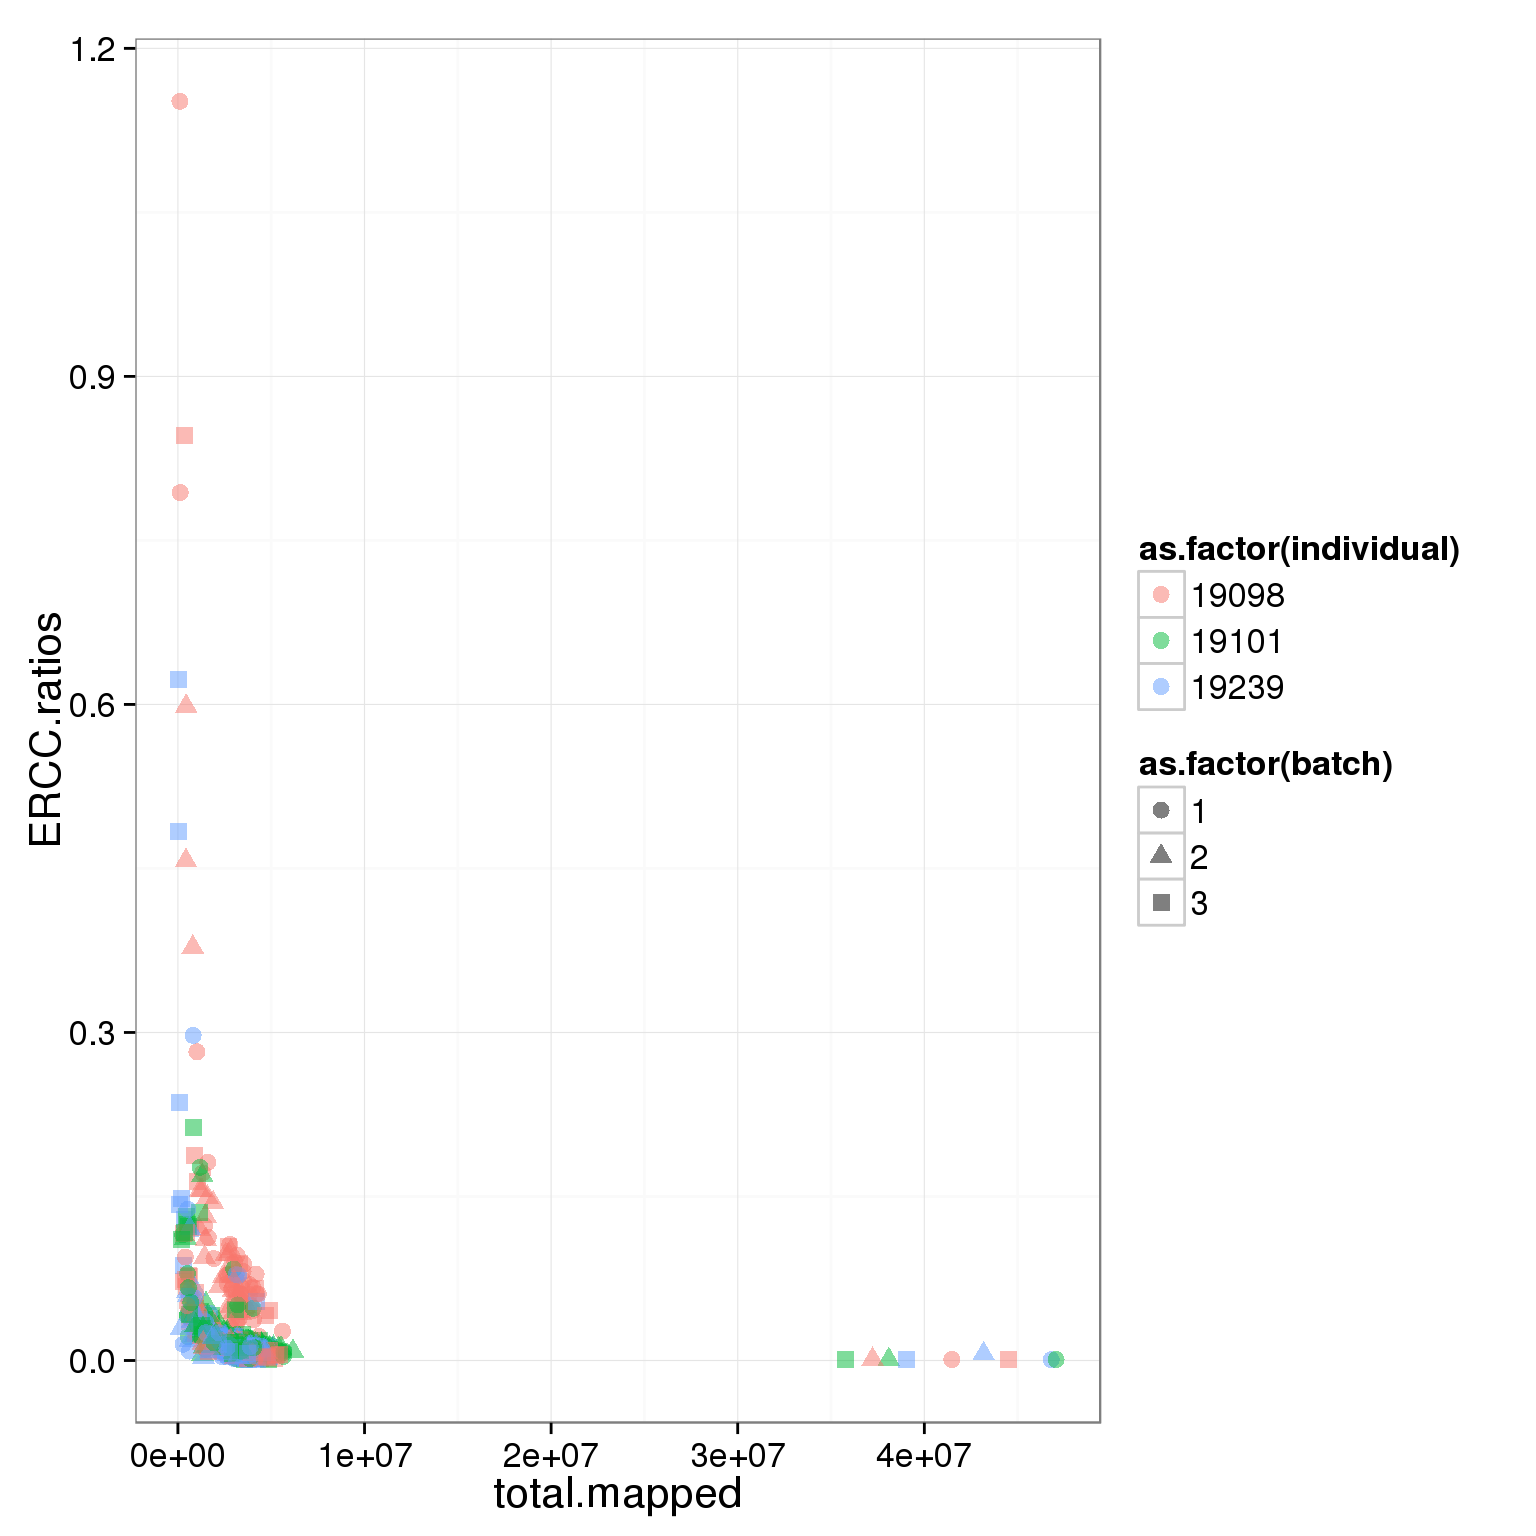 1.2
0.9
0.6
0.3
0.0
ERCC.ratios
0e+00 1e+07 2e+07 3e+07 4e+07
total.mapped
as.factor(individual)
19098
19101
19239
as.factor(batch)
1
2
3